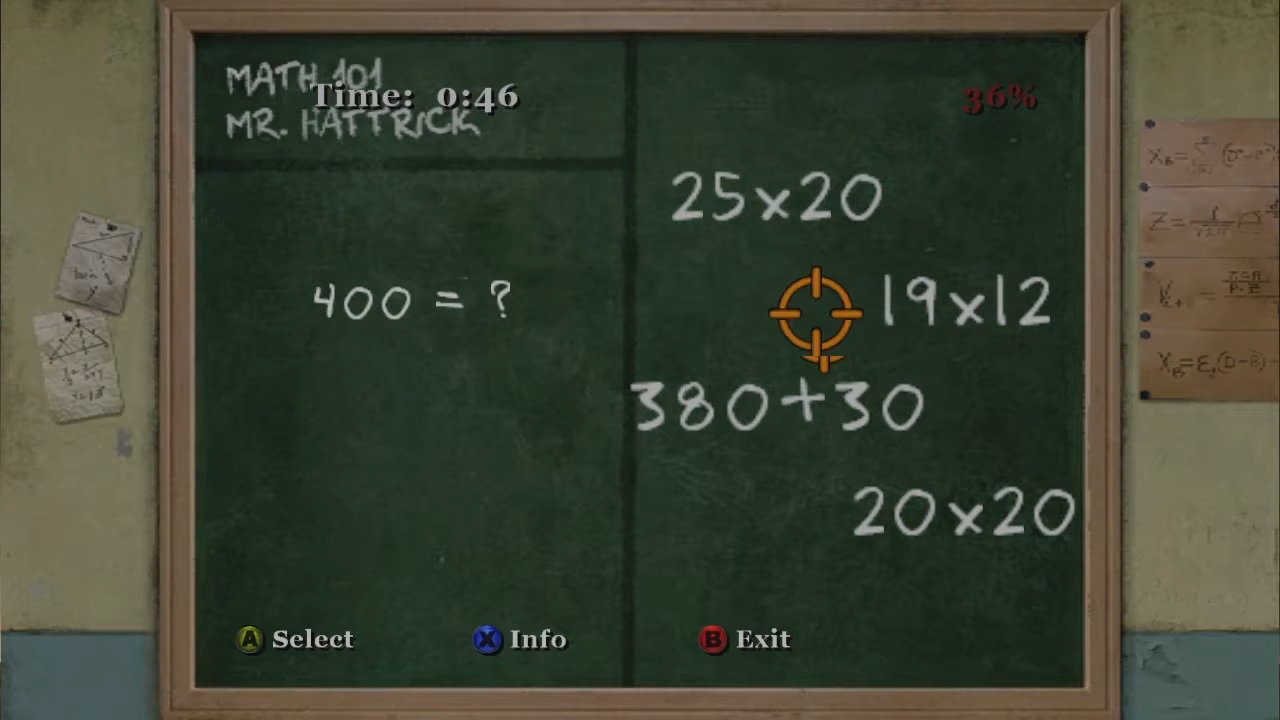 MATH 101
Time: 0:46
36%
MR. HATTRICK
25x20
400 = ?
19x12
380+30
20x20
A Select
X Info
B Exit